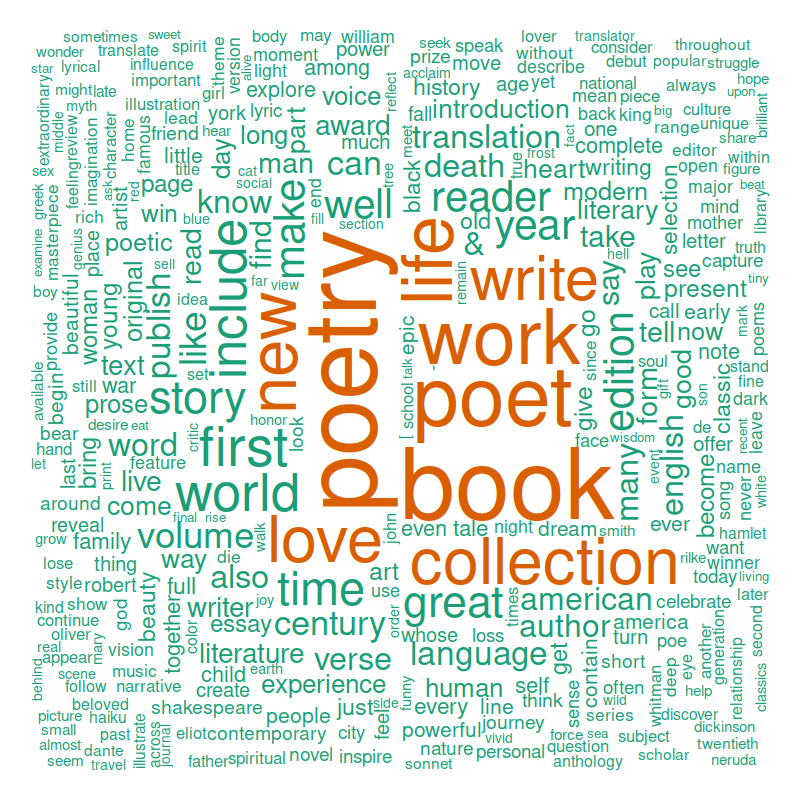 sometimes
sweet
wonder
translate
spirit
star
lyrical
influence
might
late
important
extraordinary
middle
myth
feeling
review
illustration
sex
imagination
character
home
famous
lead
friend
ask
red
title
little
masterpiece
greek
examine
rich
artist
page
win
blue
boy
beautiful
place
woman
poetic
genius
young
original
sell
idea
provide
available
text
begin
still
war
prose
desire
eat
bear
hand
let
last
bring
print
word
feature
critic
live
around
come
reveal
grow
family
volume
final
rise
lose
thing
way
die
style
robert
full
also
walk
kind
show
god
beauty
together
writer
color
joy
continue
oliver
vision
essay
real
appear
mary
literature
earth
scene
music
child
behind
follow
narrative
create
experience
beloved
shakespeare
picture
haiku
people
just
small
past
illustrate
across
journal
eliot
contemporary
city
feel
side
almost
dante
seem
travel
father
spiritual
novel
inspire
body
may
william
theme
version
alive
moment
power
light
among
girl
explore
voice
reflect
york
lyric
long
part
award
hear
day
much
man
can
cat
social
tree
know
make
end
well
fill
section
read
find
include
far
view
publish
like
new
set
story
honor
look
first
poetry
world
love
time
john
century
art
use
order
verse
seek
speak
lover
without
translator
consider
throughout
acclaim
prize
move
describe
debut
popular
struggle
history
age
yet
national
always
hope
fall
introduction
mean
piece
upon
back
king
big
culture
brilliant
meet
translation
fact
one
range
unique
share
black
true
frost
complete
editor
death
heart
writing
open
within
reader
modern
major
figure
beat
literary
selection
mind
library
old
&
year
take
letter
mother
truth
life
remain
hell
say
play
see
capture
write
present
tiny
epic
since
go
call
early
mark
poems
-
work
tell
now
[
school
talk
edition
form
soul
note
stand
poet
give
gift
good
classic
fine
son
dark
face
wisdom
english
de
offer
recent
leave
book
many
event
become
name
white
song
never
even
tale
night
dream
smith
ever
hamlet
want
collection
winner
rilke
today
living
great
times
american
celebrate
later
author
america
whose
loss
turn
poe
another
generation
second
language
get
contain
short
deep
eye
relationship
classics
human
self
sense
often
whitman
help
funny
every
line
think
wild
series
discover
powerful
journey
dickinson
vivid
force
sea
subject
nature
personal
question
twentieth
sonnet
anthology
scholar
neruda